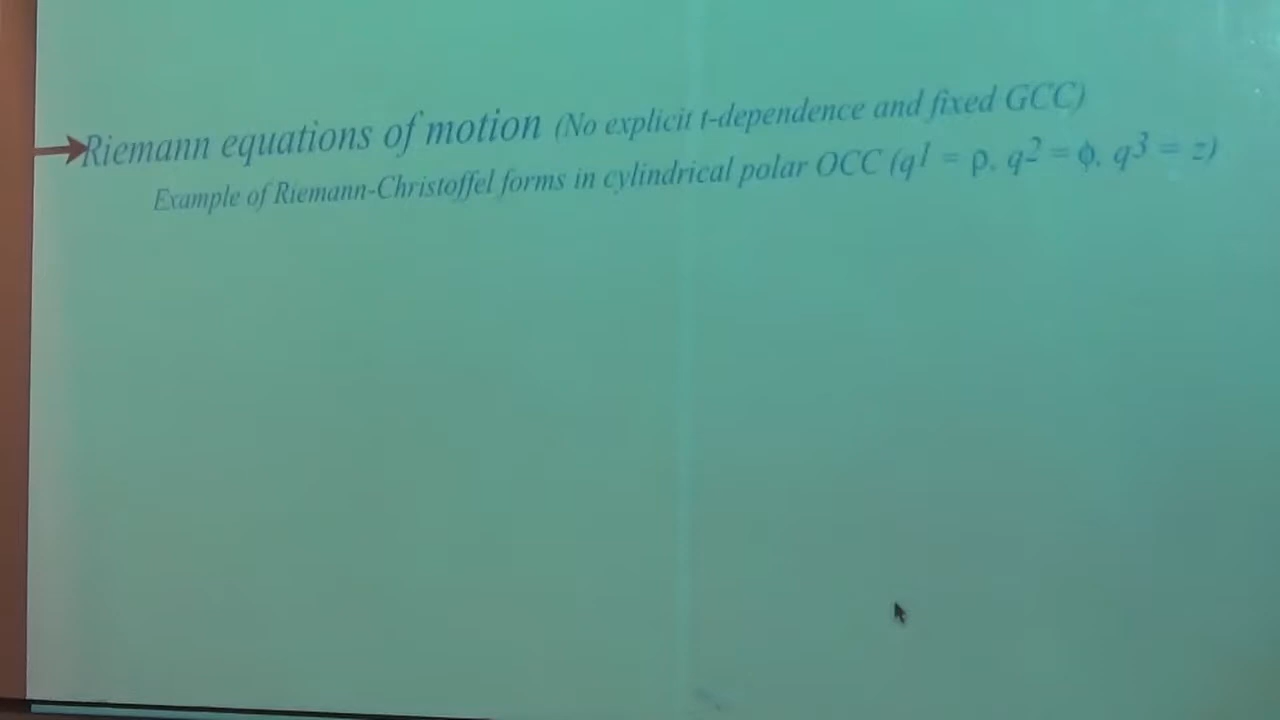 Riemann equations of motion (No explicit t-dependence and fixed GCC)
Example of Riemann-Christoffel forms in cylindrical polar OCC (q1 = ρ, q2 = ϕ, q3 = z)